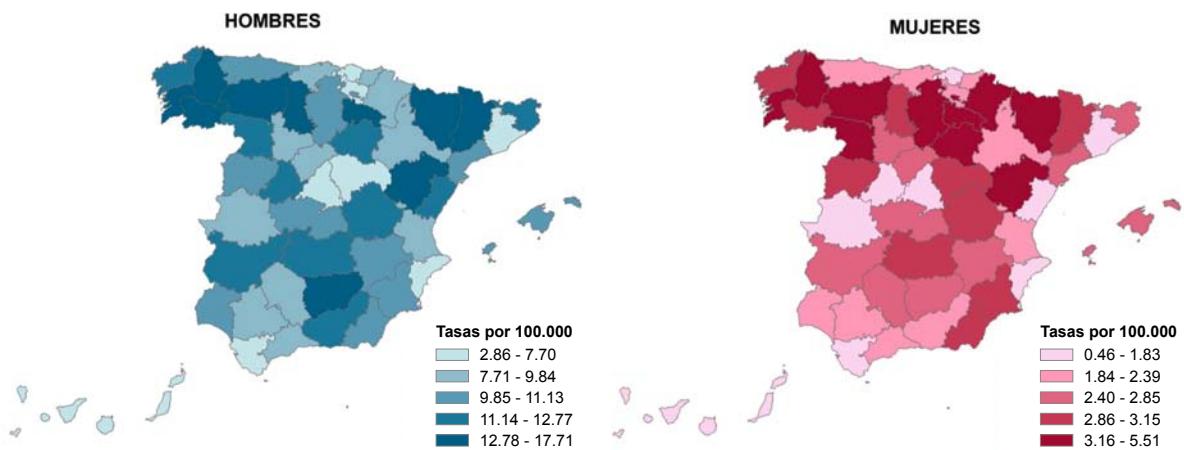 HOMBRES
Tasas por 100.000
2.86 - 7.70
7.71 - 9.84
9.85 - 11.13
11.14 - 12.77
12.78 - 17.71
MUJERES
Tasas por 100.000
0.46 - 1.83
1.84 - 2.39
2.40 - 2.85
2.86 - 3.15
3.16 - 5.51